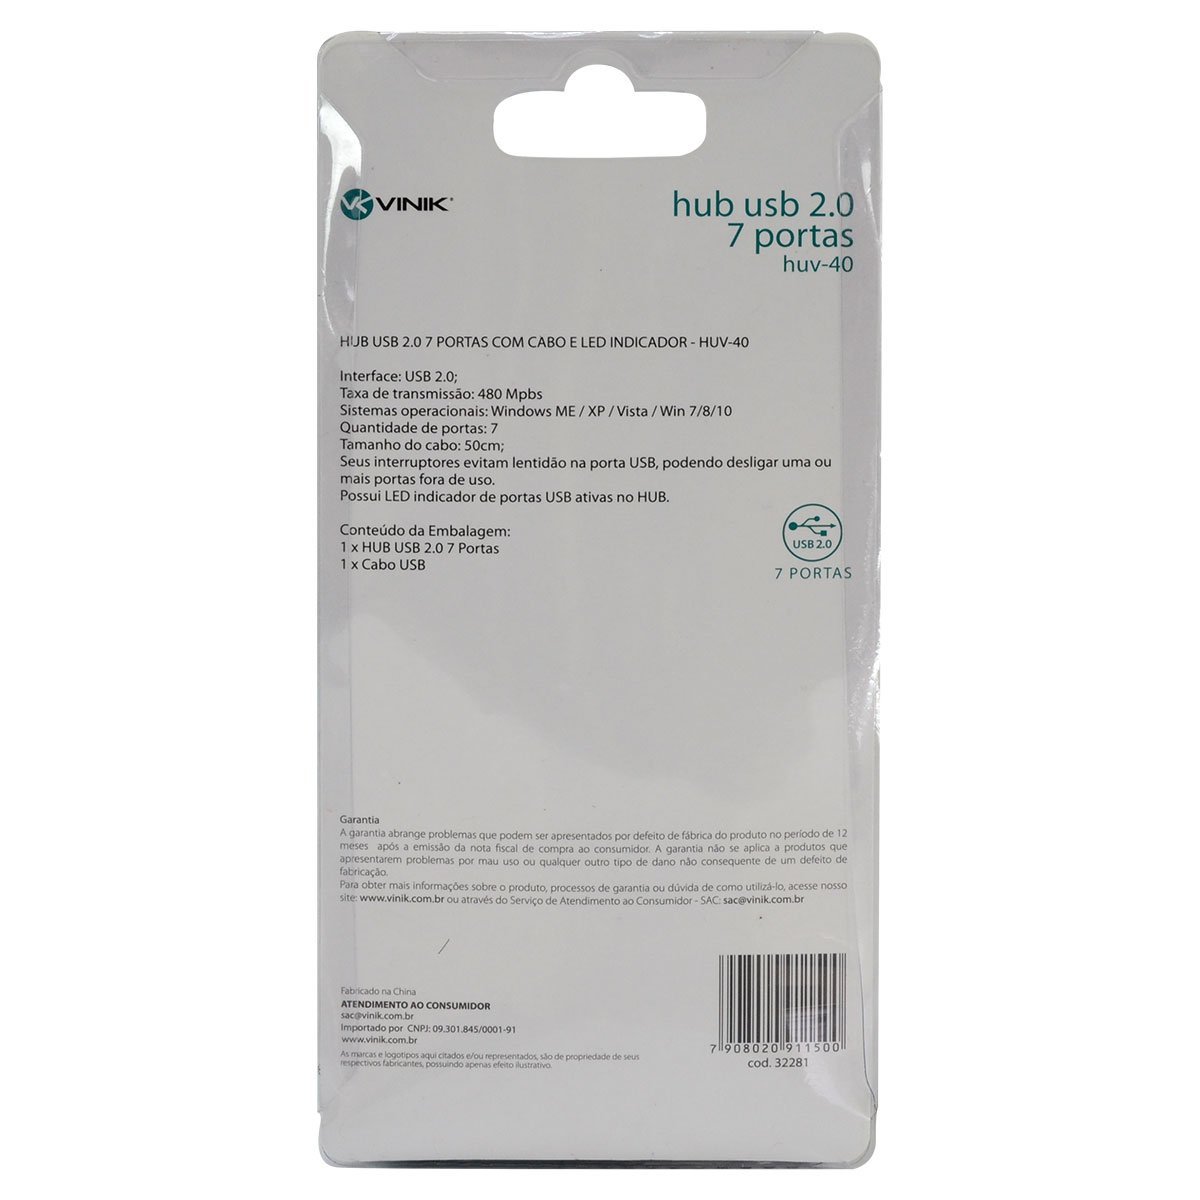 VINIK
hub usb 2.0
7 portas
huv-40
HUB USB 2.0 7 PORTAS COM CABO E LED INDICADOR - HUV-40
Interface: USB 2.0;
Taxa de transmissão: 480 Mpbs
Sistemas operacionais: Windows ME / XP / Vista / Win 7/8/10
Quantidade de portas: 7
Tamanho do cabo: 50cm;
Seus interruptores evitam lentidão na porta USB, podendo desligar uma ou
mais portas fora de uso.
Possui LED indicador de portas USB ativas no HUB.
Conteúdo da Embalagem:
1 x HUB USB 2.0 7 Portas
1 x Cabo USB
USB 2.0
7 PORTAS
Garantia
A garantia abrange problemas que podem ser apresentados por defeito de fábrica do produto no período de 12
meses após a emissão da nota fiscal de compra ao consumidor. A garantia não se aplica a produtos que
apresentarem problemas por mau uso ou qualquer outro tipo de dano não consequente de um defeito de
fabricação.
Para obter mais informações sobre o produto, processos de garantia ou dúvida de como utilizá-lo, acesse nosso
site: www.vinik.com.br ou através do Serviço de Atendimento ao Consumidor - SAC: sac@vinik.com.br
Fabricado na China
ATENDIMENTO AO CONSUMIDOR
sac@vinik.com.br
Importado por CNPJ: 09.301.845/0001-91
www.vinik.com.br
As marcas e logotipos aqui citados e/ou representados, são de propriedade de seus
respectivos fabricantes, possuindo apenas efeito ilustrativo.
7 908020 911500
cod. 32281